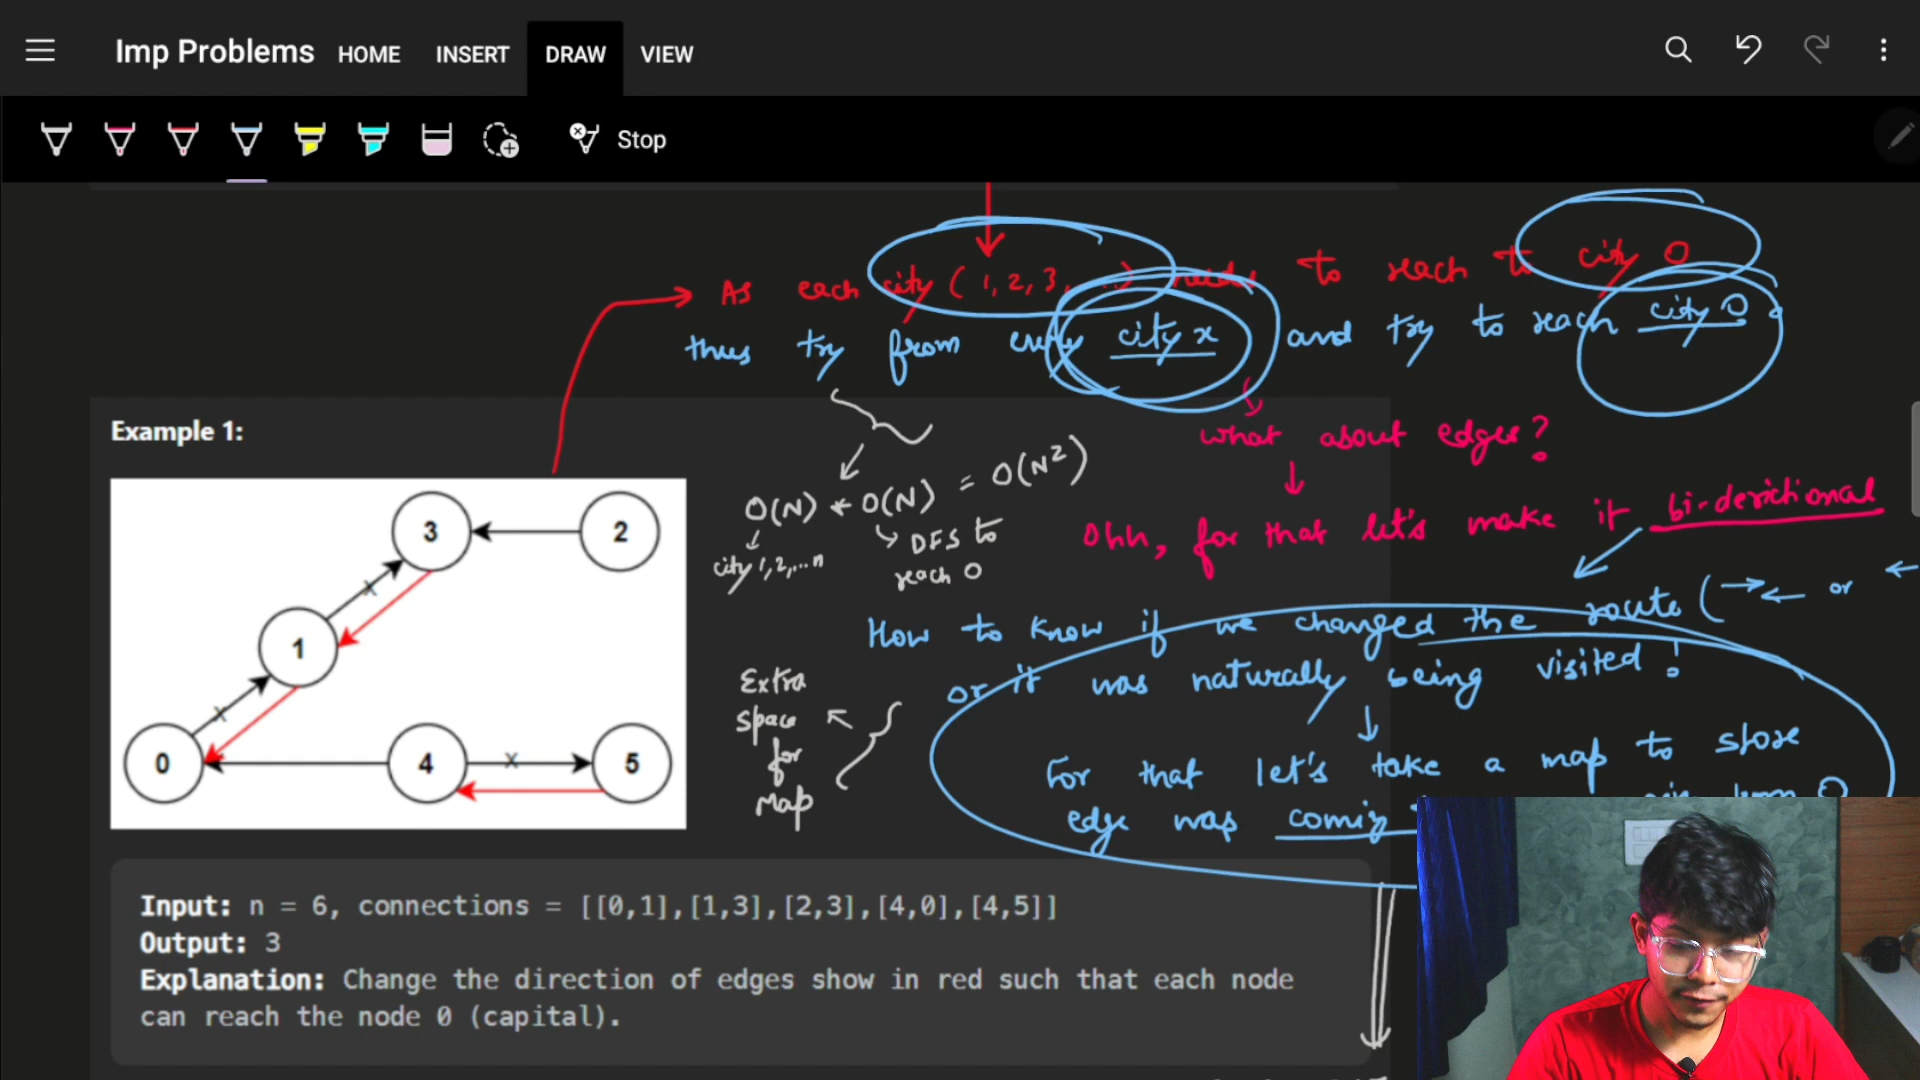 Imp Problems HOME INSERT DRAW VIEW
Stop
As each city (1, 2, 3, ...) needs to reach to city 0
thus try from every city x and try to reach city 0
what about edges?
Ohh, for that let's make it bi-derictional
O(N) * O(N) = O(N²)
city 1, 2, ... n
DFS to
reach 0
How to know if we changed the route ( → ← or ←
or it was naturally being visited!
For that let's take a map to store
edge was coming
Extra
space
for
Map
Example 1:
3
2
1
0
4
5
x
x
x
Input: n = 6, connections = [[0,1],[1,3],[2,3],[4,0],[4,5]]
Output: 3
Explanation: Change the direction of edges show in red such that each node
can reach the node 0 (capital).